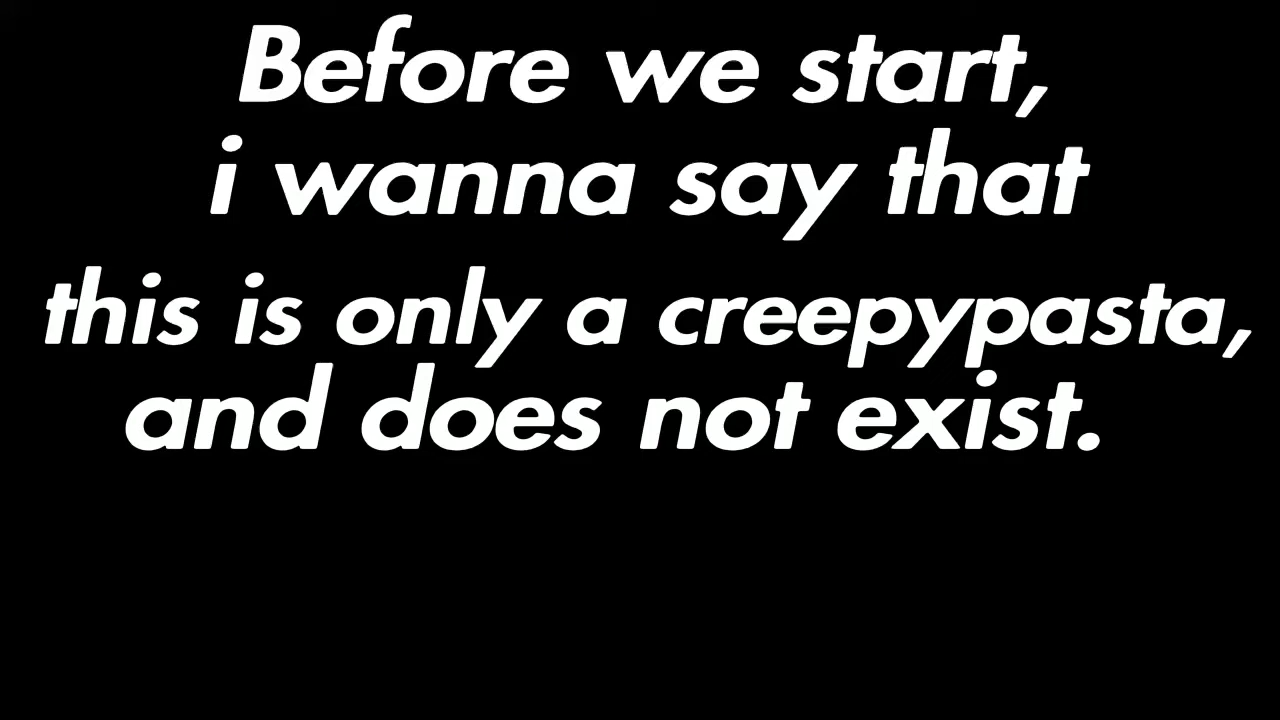 Before we start,
i wanna say that
this is only a creepypasta,
and does not exist.